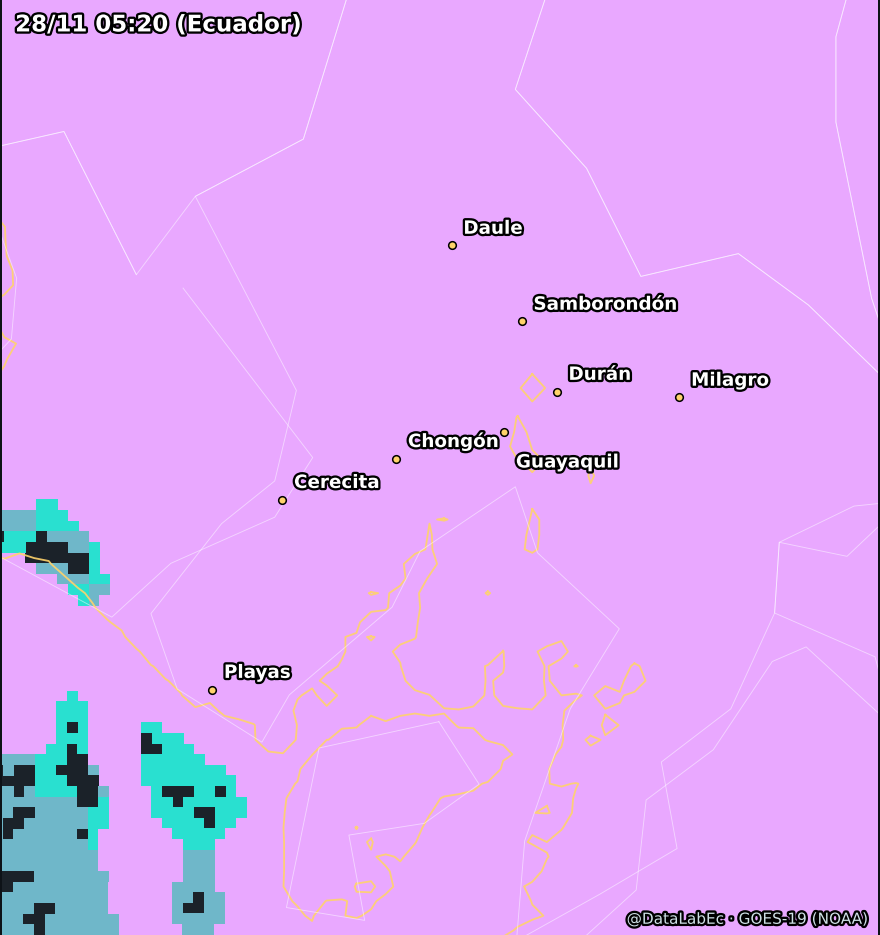 28/11 05:20 (Ecuador)
Daule
Samborondón
Durán
Milagro
Chongón
Guayaquil
Cerecita
Playas
@DataLabEc · GOES-19 (NOAA)